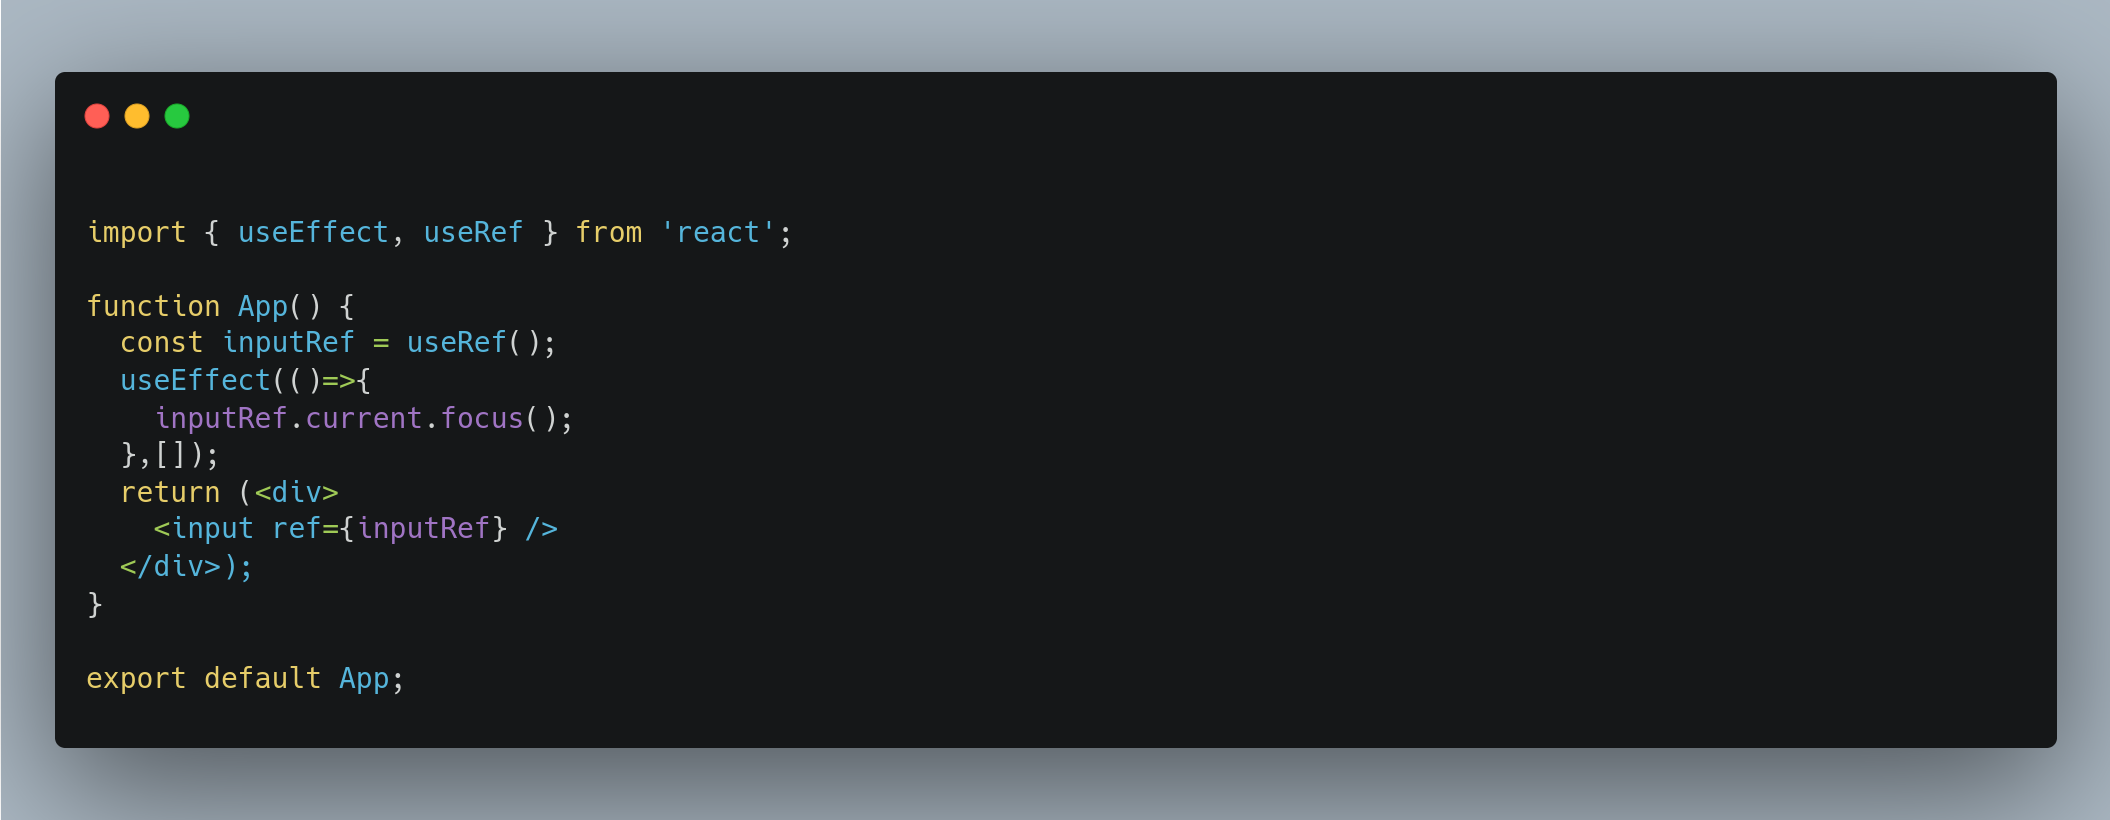 import { useEffect, useRef } from 'react';

function App() {
  const inputRef = useRef();
  useEffect(()=>{
    inputRef.current.focus();
  },[]);
  return (<div>
    <input ref={inputRef} />
  </div>);
}

export default App;